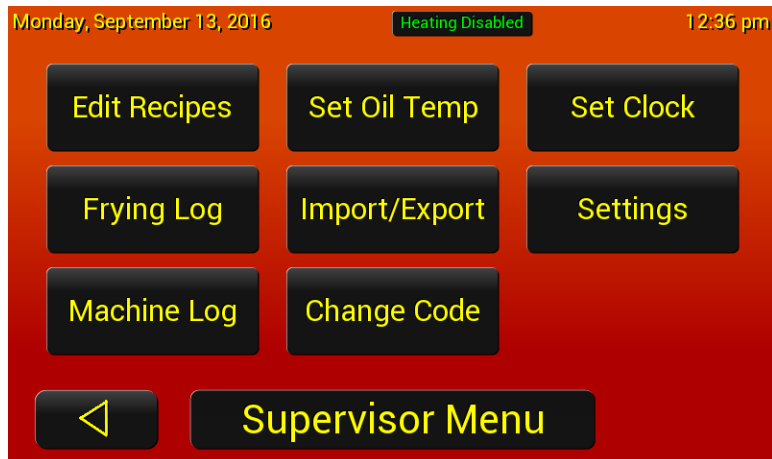 Monday, September 13, 2016 Heating Disabled 12:36 pm
Edit Recipes Set Oil Temp Set Clock
Frying Log Import/Export Settings
Machine Log Change Code
Supervisor Menu